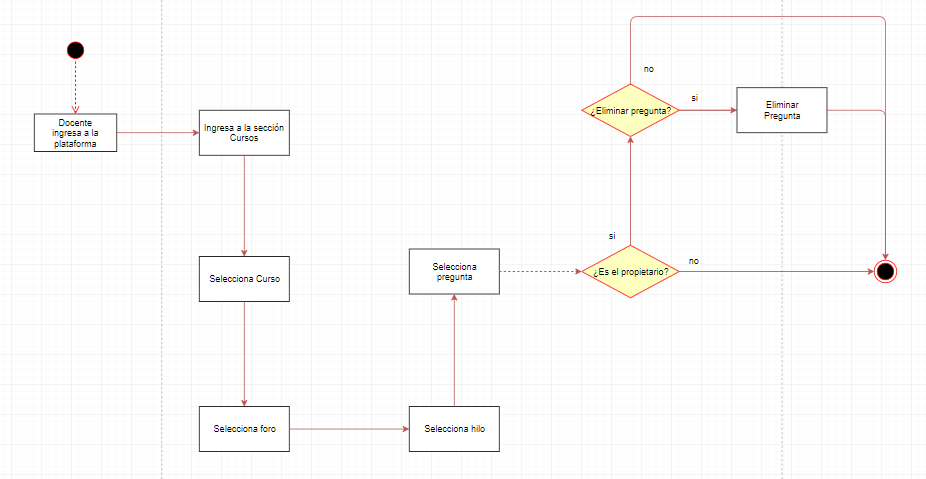 Docente
ingresa a la
plataforma
Ingresa a la sección
Cursos
Selecciona Curso
Selecciona foro
Selecciona hilo
Selecciona
pregunta
¿Es el propietario?
si
no
¿Eliminar pregunta?
no
si
Eliminar
Pregunta